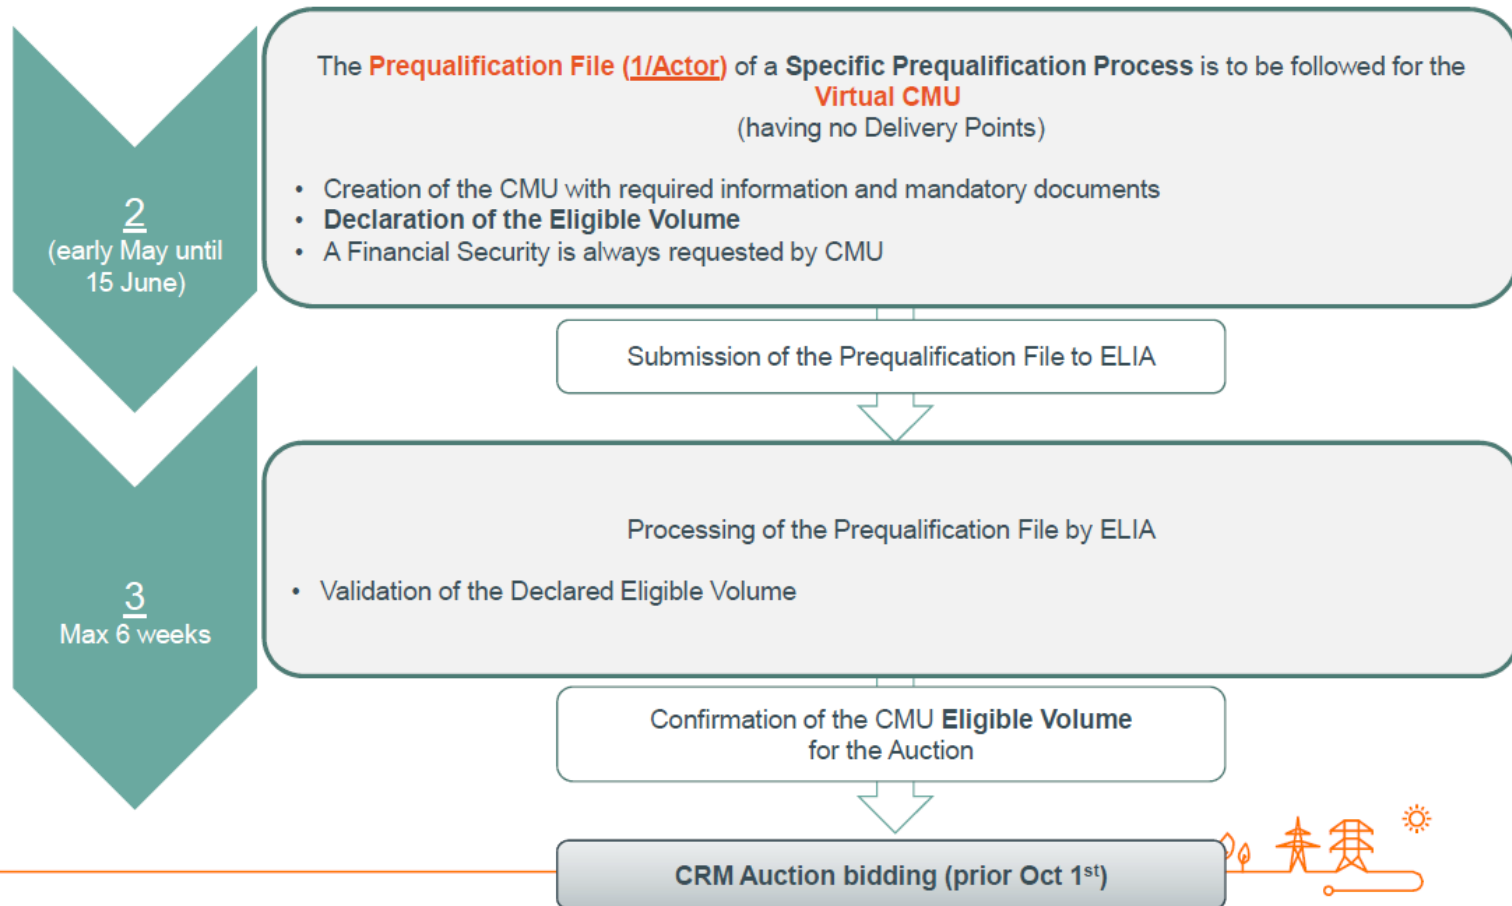 The Prequalification File (1/Actor) of a Specific Prequalification Process is to be followed for the
Virtual CMU
(having no Delivery Points)
• Creation of the CMU with required information and mandatory documents
• Declaration of the Eligible Volume
• A Financial Security is always requested by CMU
2
(early May until
15 June)
Submission of the Prequalification File to ELIA
Processing of the Prequalification File by ELIA
• Validation of the Declared Eligible Volume
3
Max 6 weeks
Confirmation of the CMU Eligible Volume
for the Auction
CRM Auction bidding (prior Oct 1st)